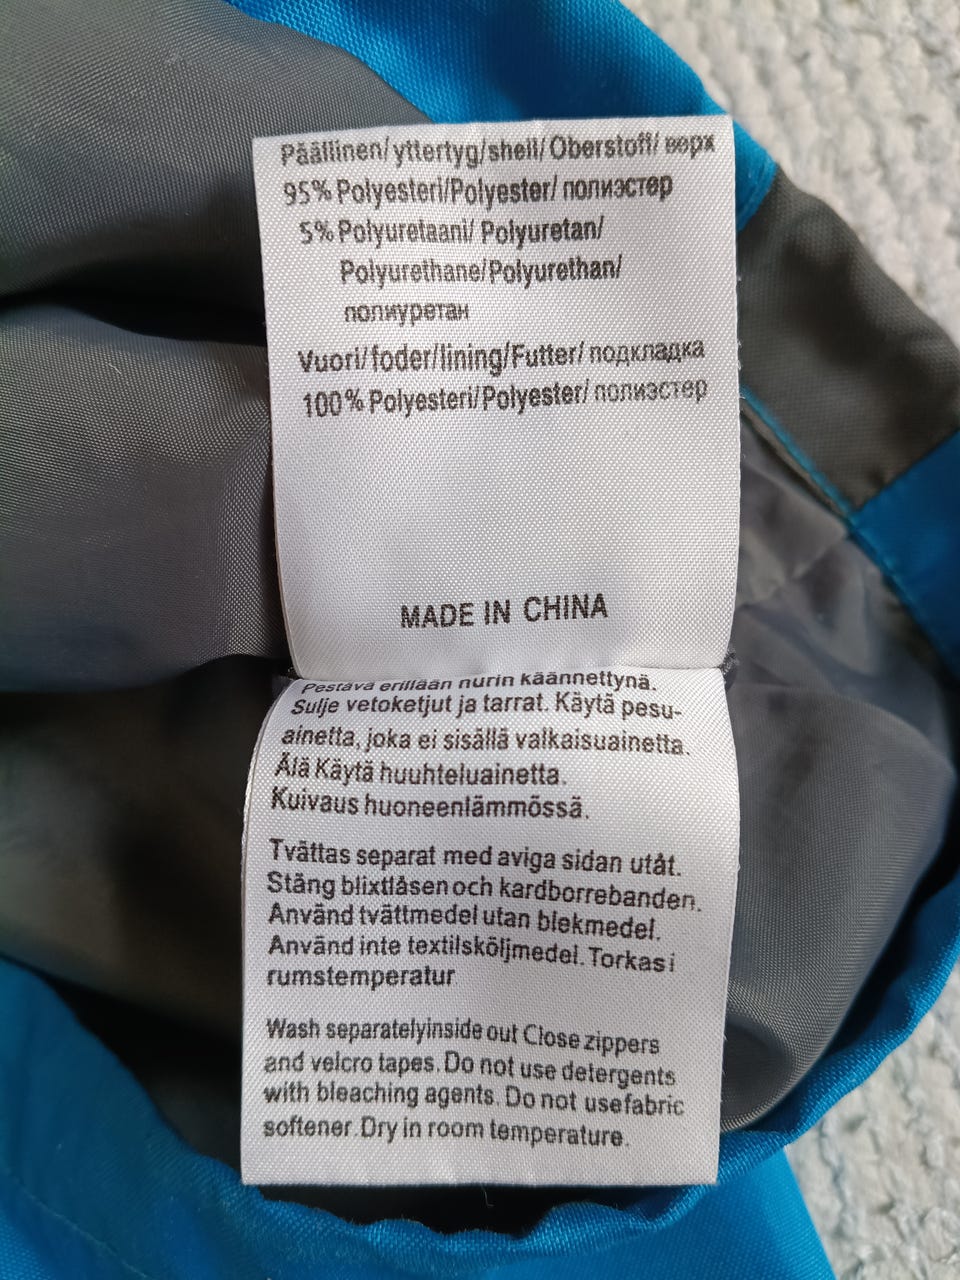 Päällinen/yttertyg/shell/Oberstoff/верх
95% Polyesteri/Polyester/полиэстер
5% Polyuretaani/Polyuretan/
Polyurethane/Polyurethan/
полиуретан
Vuori/foder/lining/Futter/подкладка
100% Polyesteri/Polyester/полиэстер
MADE IN CHINA
Pestävä erillään nurin käännettynä.
Sulje vetoketjut ja tarrat. Käytä pesu-
ainetta, joka ei sisällä valkaisuainetta.
Älä Käytä huuhteluainetta.
Kuivaus huoneenlämmössä.
Tvättas separat med aviga sidan utåt.
Stäng blixtlåsen och kardborrebanden.
Använd tvättmedel utan blekmedel.
Använd inte textilsköljmedel. Torkas i
rumstemperatur
Wash separatelyinside out Close zippers
and velcro tapes. Do not use detergents
with bleaching agents. Do not usefabric
softener. Dry in room temperature.